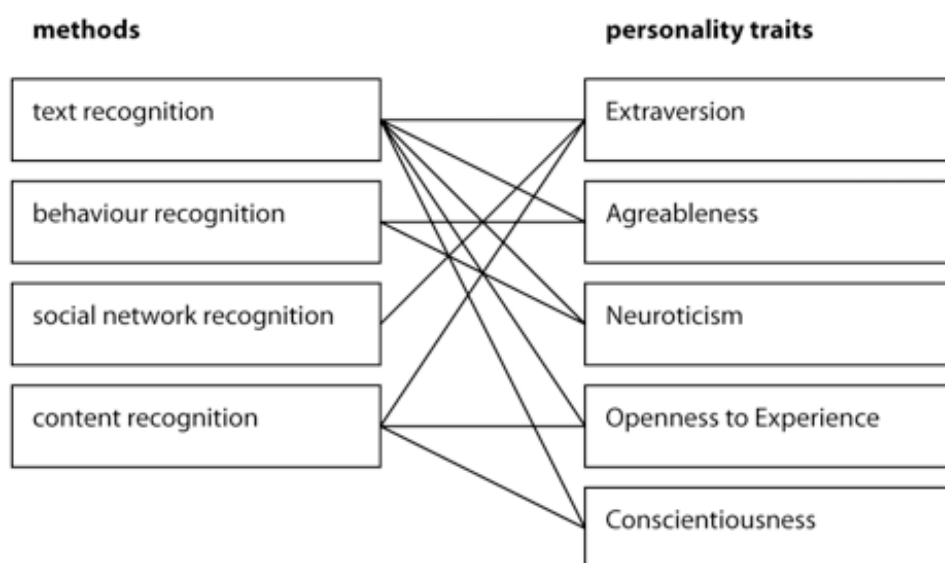 methods
personality traits
text recognition
Extraversion
behaviour recognition
Agreableness
social network recognition
Neuroticism
content recognition
Openness to Experience
Conscientiousness